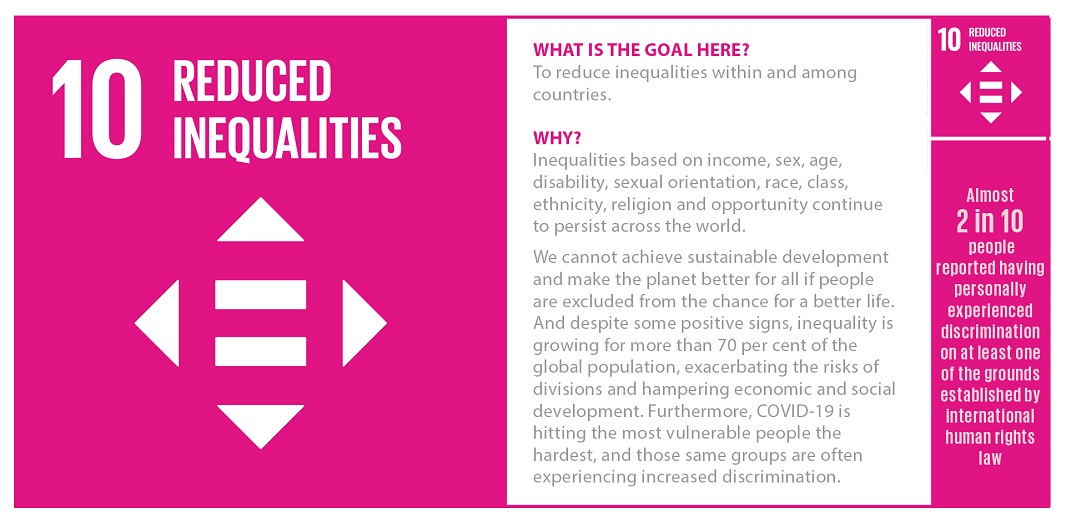 10 REDUCED
INEQUALITIES
WHAT IS THE GOAL HERE?
To reduce inequalities within and among
countries.
WHY?
Inequalities based on income, sex, age,
disability, sexual orientation, race, class,
ethnicity, religion and opportunity continue
to persist across the world.
We cannot achieve sustainable development
and make the planet better for all if people
are excluded from the chance for a better life.
And despite some positive signs, inequality is
growing for more than 70 per cent of the
global population, exacerbating the risks of
divisions and hampering economic and social
development. Furthermore, COVID-19 is
hitting the most vulnerable people the
hardest, and those same groups are often
experiencing increased discrimination.
10 REDUCED
INEQUALITIES
Almost
2 in 10
people
reported having
personally
experienced
discrimination
on at least one
of the grounds
established by
international
human rights
law